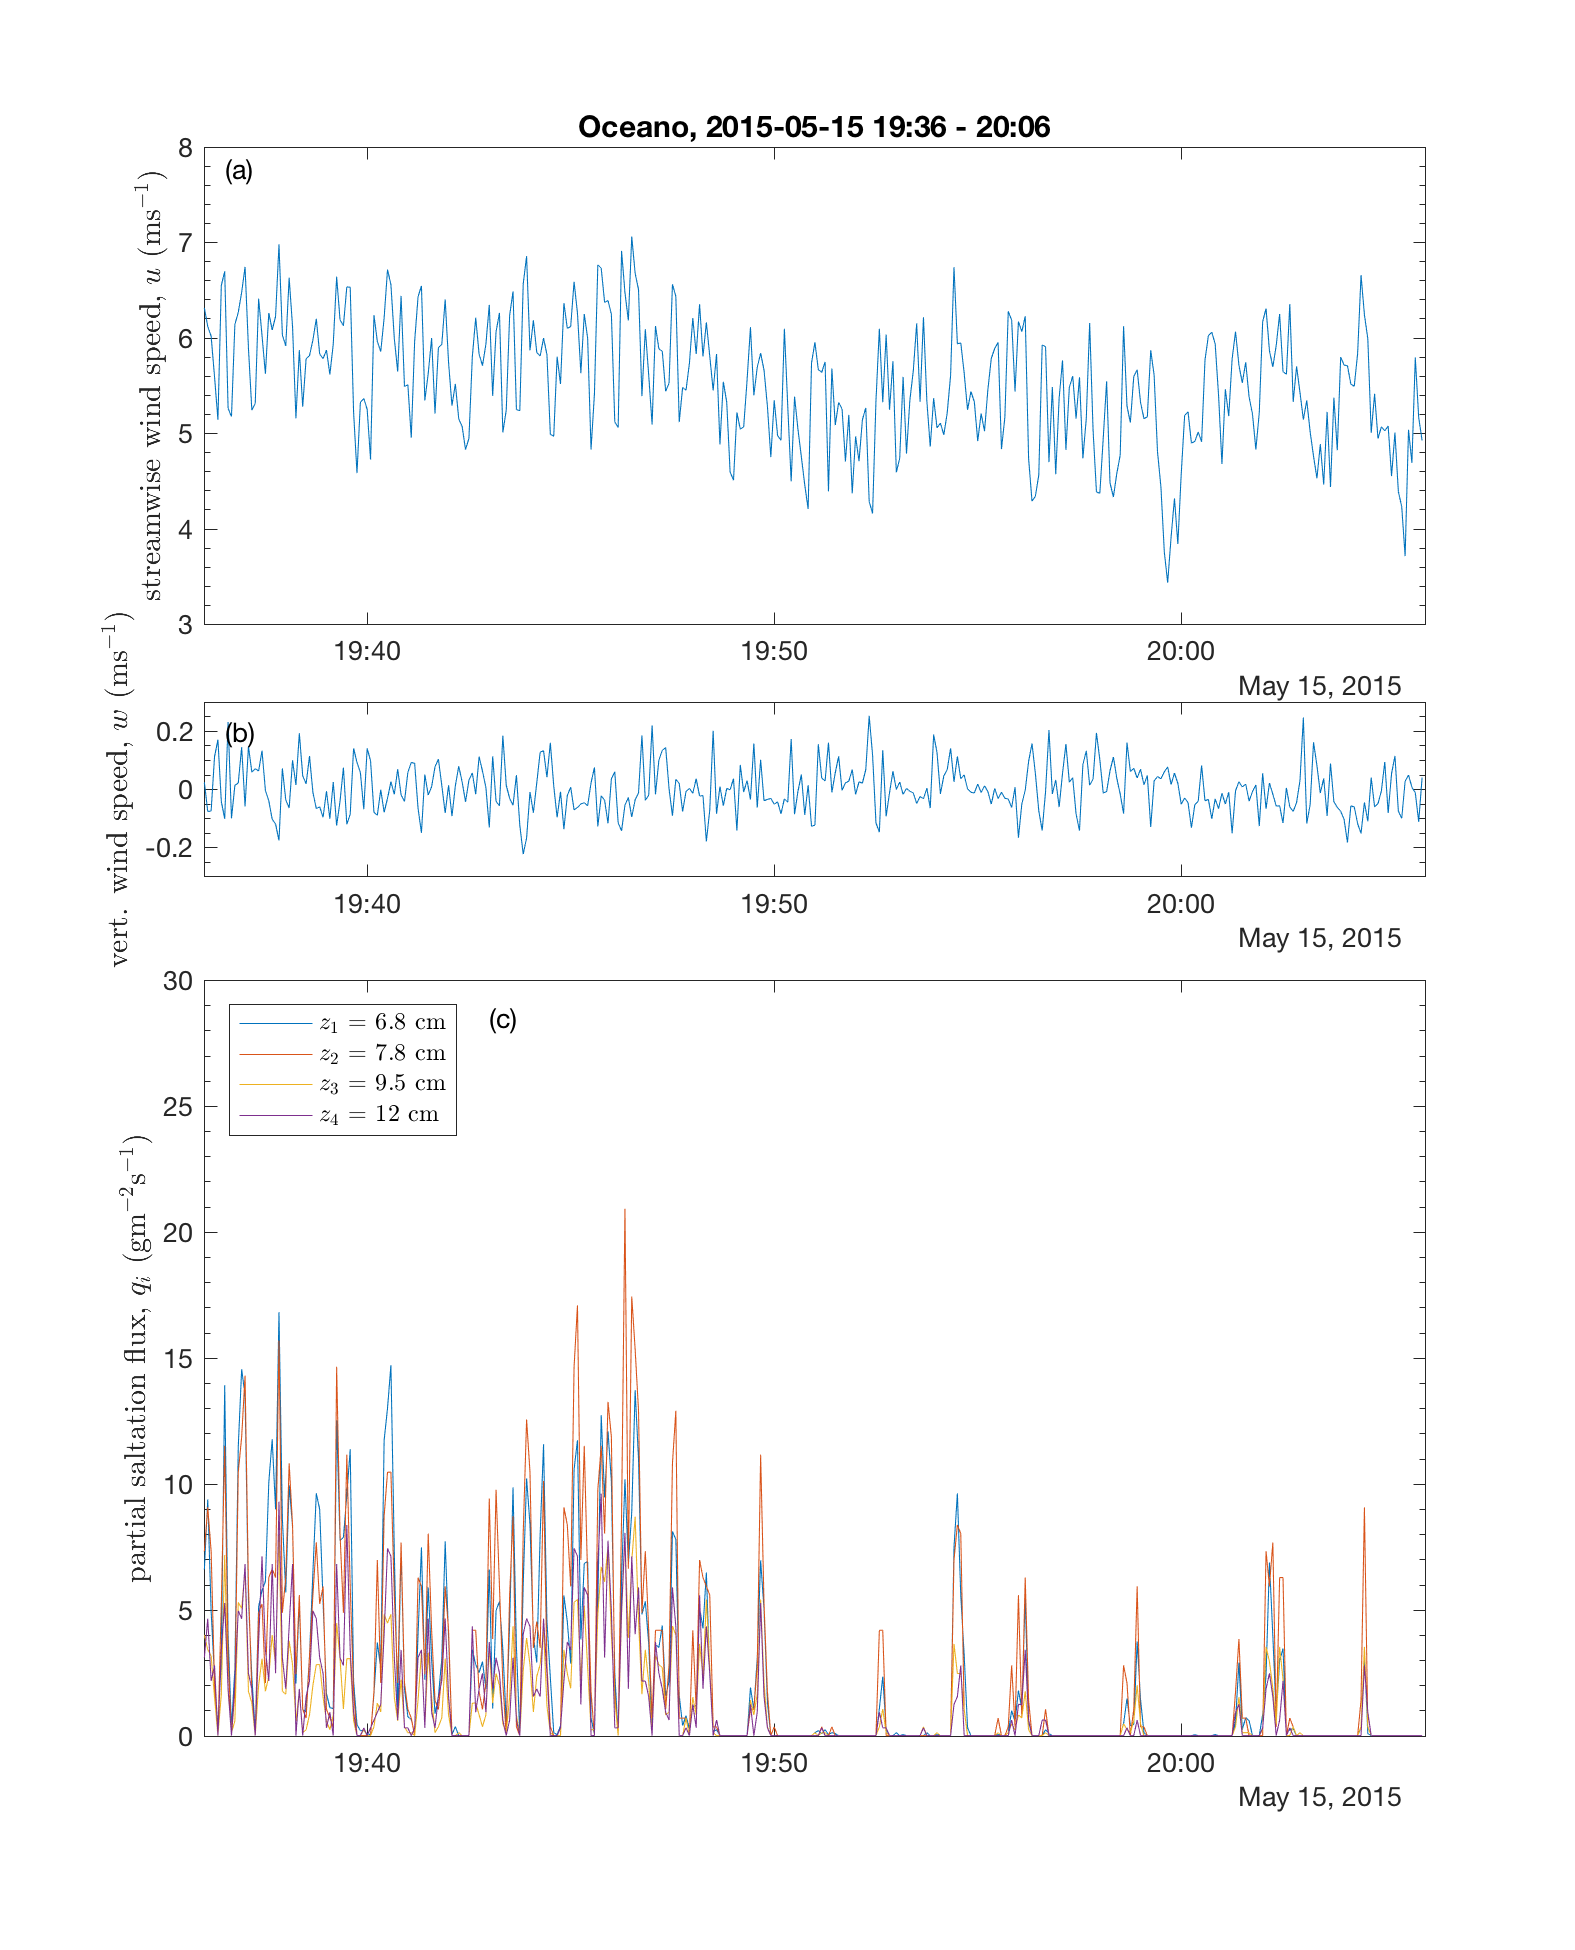 Oceano, 2015-05-15 19:36 - 20:06
(a)
streamwise wind speed, u (ms⁻¹)
8
7
6
5
4
3
19:40 19:50 20:00
May 15, 2015
(b)
vert. wind speed, w (ms⁻¹)
0.2
0
-0.2
19:40 19:50 20:00
May 15, 2015
(c)
partial saltation flux, qᵢ (gm⁻²s⁻¹)
30
25
20
15
10
5
0
z₁ = 6.8 cm
z₂ = 7.8 cm
z₃ = 9.5 cm
z₄ = 12 cm
19:40 19:50 20:00
May 15, 2015